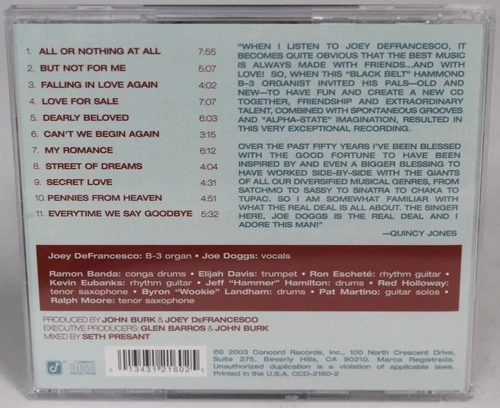 1. ALL OR NOTHING AT ALL 7:55
2. BUT NOT FOR ME 5:07
3. FALLING IN LOVE AGAIN 6:22
4. LOVE FOR SALE 7:09
5. DEARLY BELOVED 6:03
6. CAN'T WE BEGIN AGAIN 3:15
7. MY ROMANCE 6:12
8. STREET OF DREAMS 4:04
9. SECRET LOVE 4:31
10. PENNIES FROM HEAVEN 4:51
11. EVERYTIME WE SAY GOODBYE 5:32
"WHEN I LISTEN TO JOEY DEFRANCESCO, IT
BECOMES QUITE OBVIOUS THAT THE BEST MUSIC
IS ALWAYS MADE WITH FRIENDS...AND WITH
LOVE! SO, WHEN THIS "BLACK BELT" HAMMOND
B-3 ORGANIST INVITED HIS PALS—OLD AND
NEW—TO HAVE FUN AND CREATE A NEW CD
TOGETHER, FRIENDSHIP AND EXTRAORDINARY
TALENT, COMBINED WITH SPONTANEOUS GROOVES
AND "ALPHA-STATE" IMAGINATION, RESULTED IN
THIS VERY EXCEPTIONAL RECORDING.
OVER THE PAST FIFTY YEARS I'VE BEEN BLESSED
WITH THE GOOD FORTUNE TO HAVE BEEN
INSPIRED BY AND EVEN A BIGGER BLESSING TO
HAVE WORKED SIDE-BY-SIDE WITH THE GIANTS
OF ALL OUR DIVERSIFIED MUSICAL GENRES, FROM
SATCHMO TO SASSY TO SINATRA TO CHAKA TO
TUPAC. SO I AM SOMEWHAT FAMILIAR WITH
WHAT THE REAL DEAL IS ALL ABOUT. THE SINGER
HERE, JOE DOGGS IS THE REAL DEAL AND I
ADORE THIS MAN!"
—QUINCY JONES
Joey DeFrancesco: B-3 organ • Joe Doggs: vocals
Ramon Banda: conga drums • Elijah Davis: trumpet • Ron Escheté: rhythm guitar •
Kevin Eubanks: rhythm guitar • Jeff "Hammer" Hamilton: drums • Red Holloway:
tenor saxophone • Byron "Wookie" Landham: drums • Pat Martino: guitar solos •
Ralph Moore: tenor saxophone
PRODUCED BY JOHN BURK & JOEY DeFRANCESCO
EXECUTIVE PRODUCERS: GLEN BARROS & JOHN BURK
MIXED BY SETH PRESANT
0 13431 21602 5
℗© 2003 Concord Records, Inc., 100 North Crescent Drive,
Suite 275, Beverly Hills, CA 90210. Marca Registrada.
Unauthorized duplication is a violation of applicable laws.
Printed in the U.S.A. CCD-2160-2